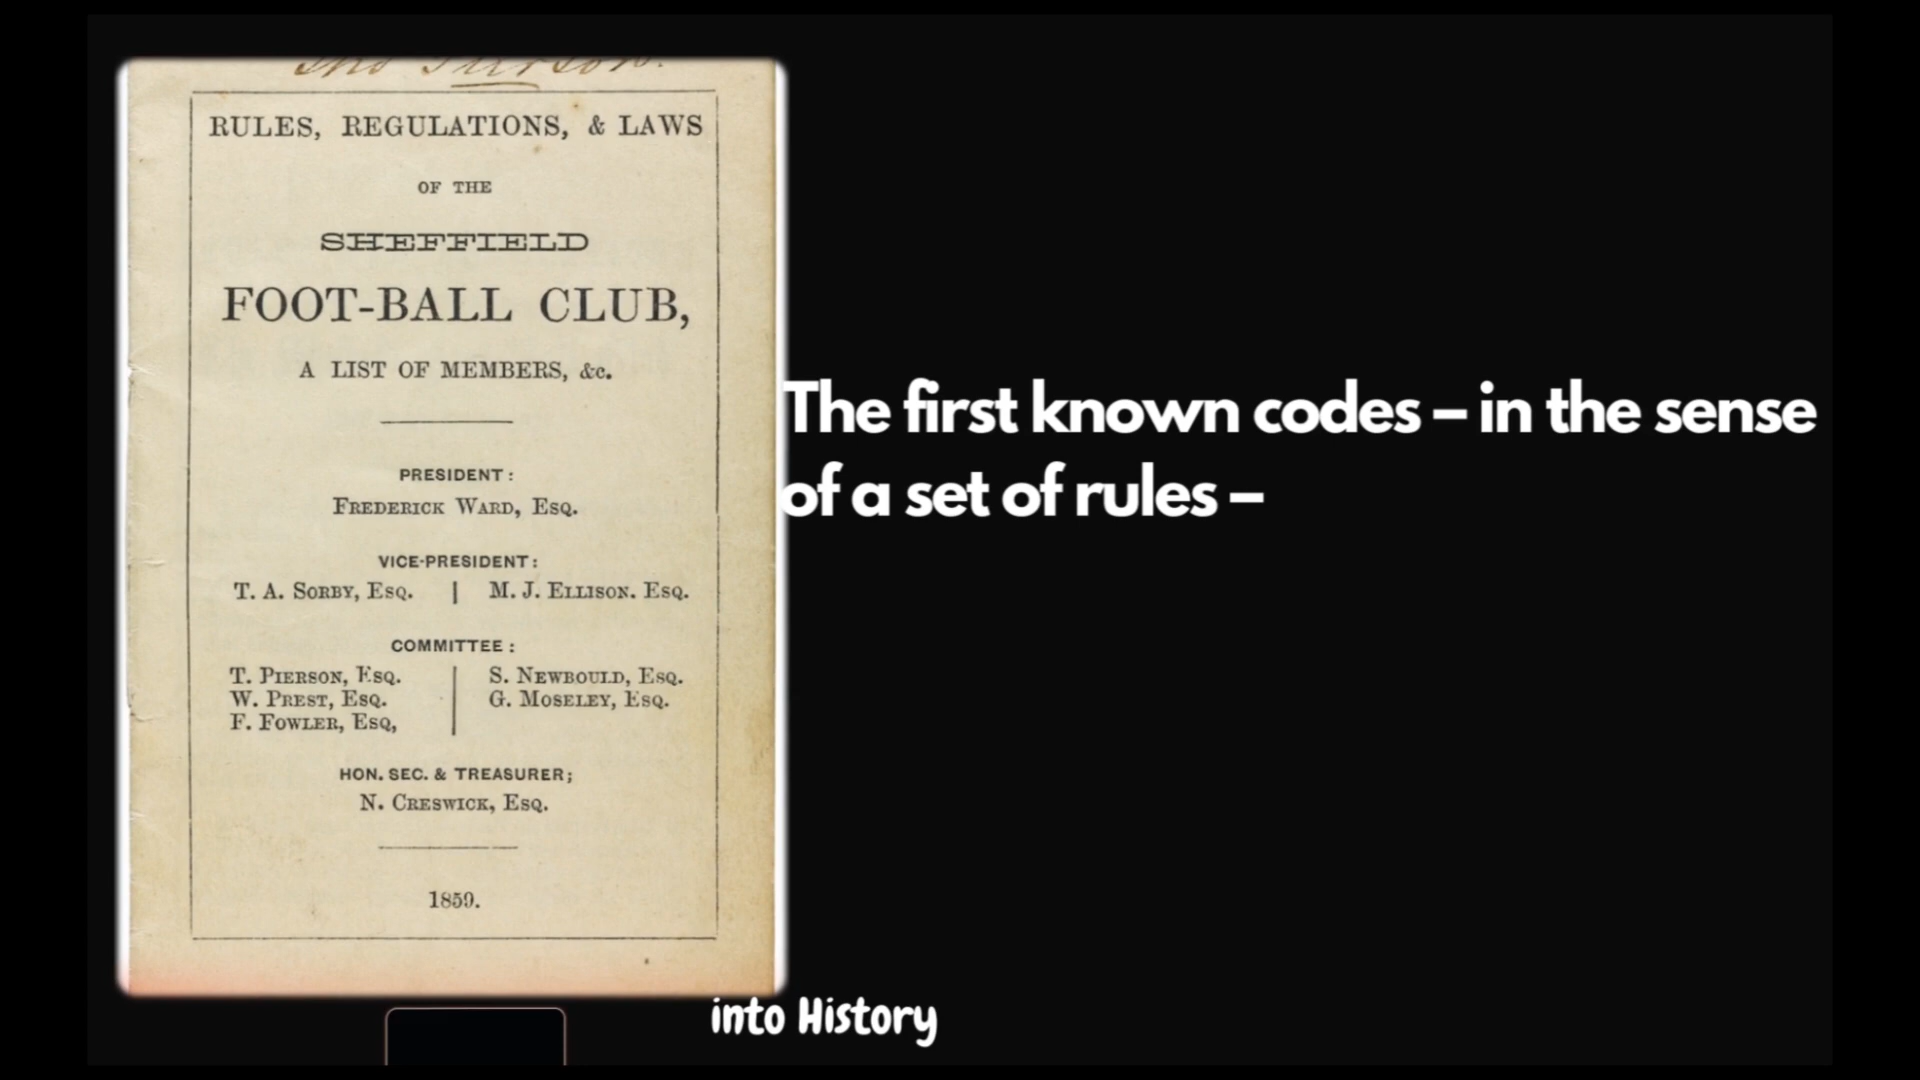 RULES, REGULATIONS, & LAWS
OF THE
SHEFFIELD
FOOT-BALL CLUB,
A LIST OF MEMBERS, &c.
PRESIDENT:
FREDERICK WARD, ESQ.
VICE-PRESIDENT:
T. A. SORBY, ESQ. | M. J. ELLISON. ESQ.
COMMITTEE:
T. PIERSON, ESQ. S. NEWBOULD, ESQ.
W. PREST, ESQ. G. MOSELEY, ESQ.
F. FOWLER, ESQ,
HON. SEC. & TREASURER;
N. CRESWICK, ESQ.
1859.
The first known codes – in the sense
of a set of rules –
into History